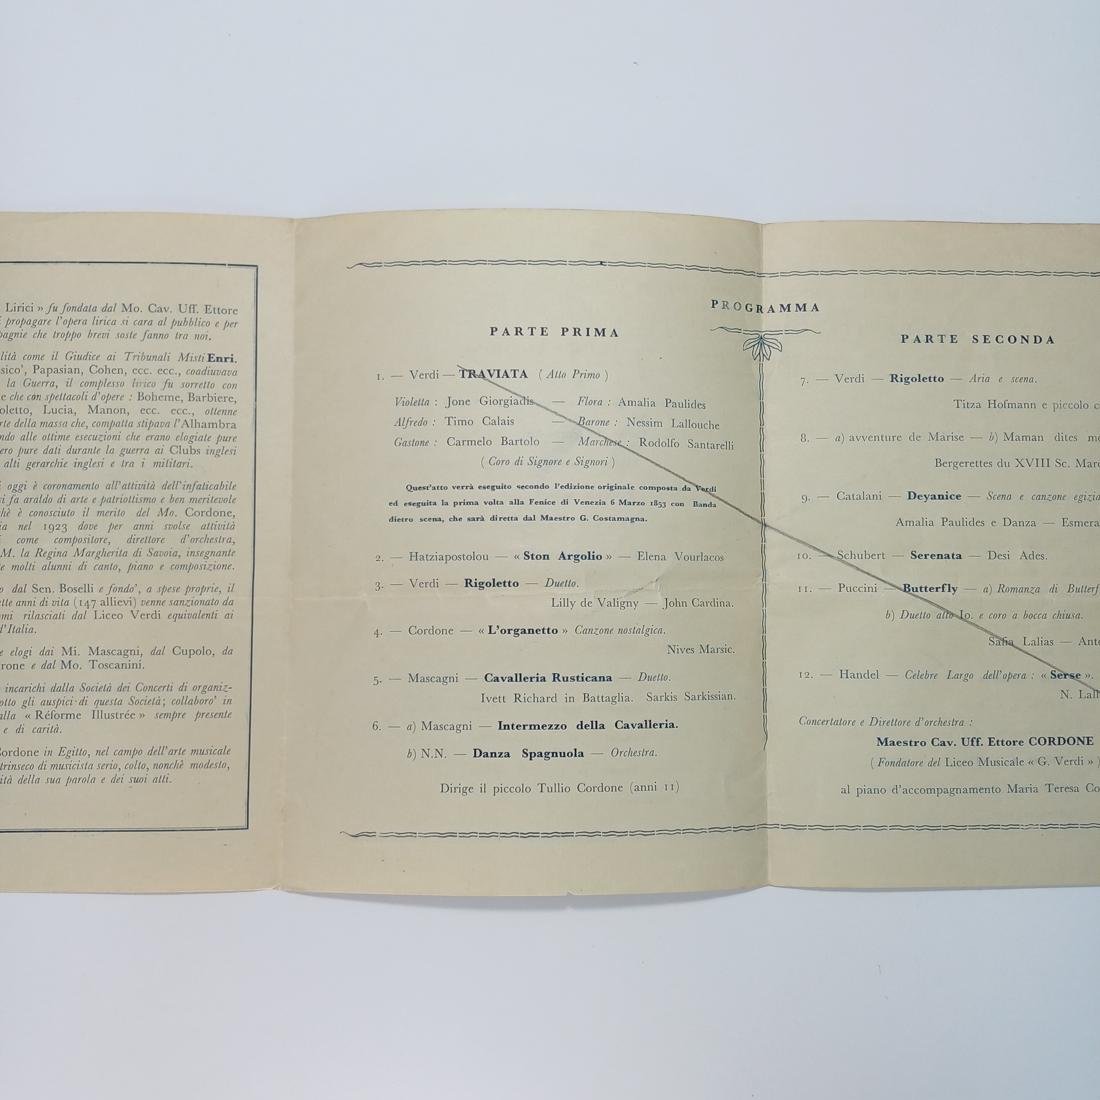 Lirici » fu fondata dal Mo. Cav. Uff. Ettore
propagare l'opera lirica si cara al pubblico e per
pagnie che troppo brevi soste fanno tra noi.
lità come il Giudice ai Tribunali Misti Enri.
sico', Papasian, Cohen, ecc. ecc., coadiuvava
la Guerra, il complesso lirico fu sorretto con
e che con spettacoli d'opere : Boheme, Barbiere,
oletto, Lucia, Manon, ecc. ecc., ottenne
rte della massa che, compatta stipava l'Alhambra
ndo alle ottime esecuzioni che erano elogiate pure
ero pure dati durante la guerra ai Clubs inglesi
alti gerarchie inglesi e tra i militari.
oggi è coronamento all'attività dell'infaticabile
si fa araldo di arte e patriottismo e ben meritevole
chè è conosciuto il merito del Mo. Cordone,
ia nel 1923 dove per anni svolse attività
come compositore, direttore d'orchestra,
M. la Regina Margherita di Savoia, insegnante
e molti alunni di canto, piano e composizione.
o dal Sen. Boselli e fondo', a spese proprie, il
tte anni di vita (147 allievi) venne sanzionato da
omi rilasciati dal Liceo Verdi equivalenti ai
d'Italia.
e elogi dai Mi. Mascagni, dal Cupolo, da
rone e dal Mo. Toscanini.
incarichi dalla Società dei Concerti di organiz-
otto gli auspici di questa Società; collaboro' in
alla « Réforme Illustrée » sempre presente
e di carità.
Cordone in Egitto, nel campo dell'arte musicale
trinseco di musicista serio, colto, nonchè modesto,
ità della sua parola e dei suoi atti.
PROGRAMMA
PARTE PRIMA
1. — Verdi — TRAVIATA ( Atto Primo )
Violetta : Jone Giorgiadis — Flora : Amalia Paulides
Alfredo : Timo Calais — Barone : Nessim Lallouche
Gastone : Carmelo Bartolo — Marchese : Rodolfo Santarelli
( Coro di Signore e Signori )
Quest'atto verrà eseguito secondo l'edizione originale composta da Verdi
ed eseguita la prima volta alla Fenice di Venezia 6 Marzo 1853 con Banda
dietro scena, che sarà diretta dal Maestro G. Costamagna.
2. — Hatziapostolou — « Ston Argolio » — Elena Vourlacos
3. — Verdi — Rigoletto — Duetto.
Lilly de Valigny — John Cardina.
4. — Cordone — « L'organetto » Canzone nostalgica.
Nives Marsic.
5. — Mascagni — Cavalleria Rusticana — Duetto.
Ivett Richard in Battaglia. Sarkis Sarkissian.
6. — a) Mascagni — Intermezzo della Cavalleria.
b) N.N. — Danza Spagnuola — Orchestra.
Dirige il piccolo Tullio Cordone (anni 11)
PARTE SECONDA
7. — Verdi — Rigoletto — Aria e scena.
Titza Hofmann e piccolo c
8. — a) avventure de Marise — b) Maman dites mo
Bergerettes du XVIII Sc. Marc
9. — Catalani — Deyanice — Scena e canzone egizia
Amalia Paulides e Danza — Esmera
10. — Schubert — Serenata — Desi Ades.
11. — Puccini — Butterfly — a) Romanza di Butterf
b) Duetto atto Io. e coro a bocca chiusa.
Safia Lalias — Anto
12. — Handel — Celebre Largo dell'opera : « Serse ».
N. Lall
Concertatore e Direttore d'orchestra :
Maestro Cav. Uff. Ettore CORDONE
( Fondatore del Liceo Musicale « G. Verdi » )
al piano d'accompagnamento Maria Teresa Co